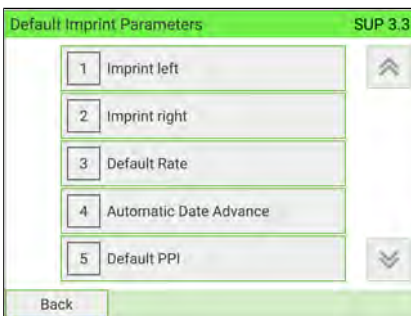 Default Imprint Parameters SUP 3.3
1 Imprint left
2 Imprint right
3 Default Rate
4 Automatic Date Advance
5 Default PPI
Back